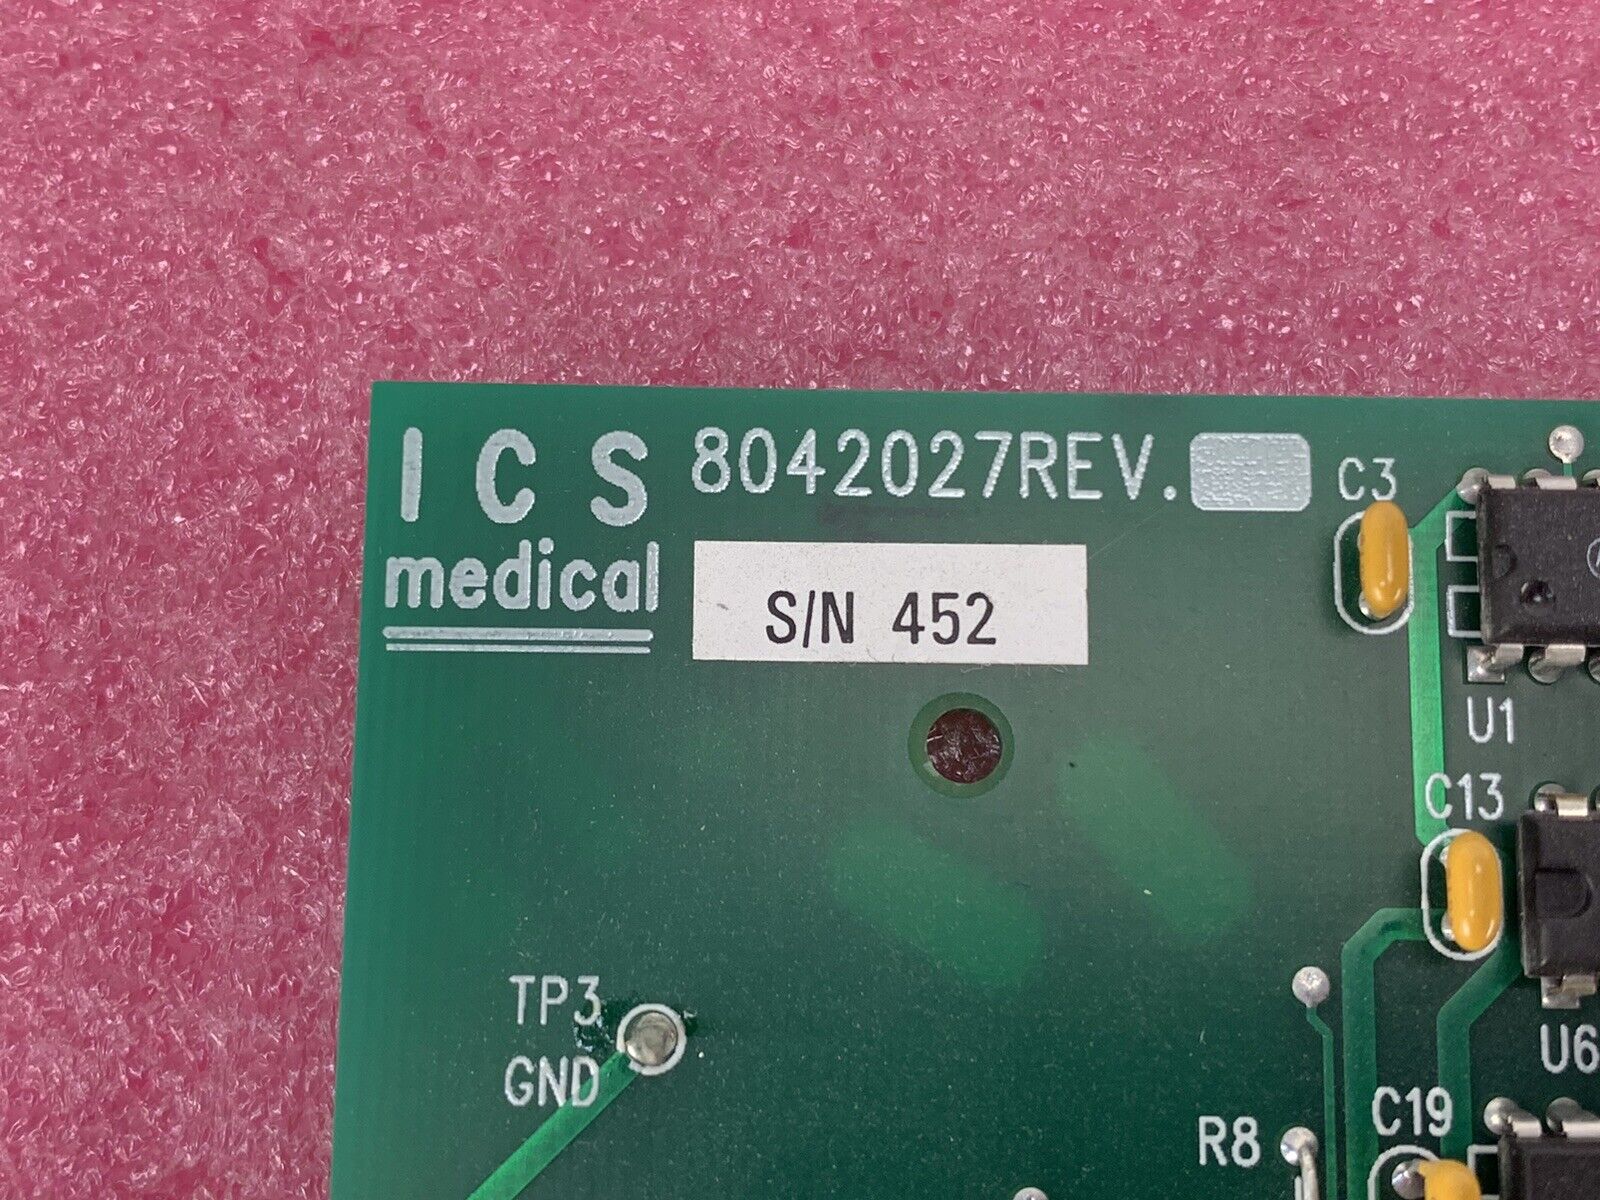 ICS
medical
8042027REV.
S/N 452
C3
U1
C13
U6
TP3
GND
C19
R8